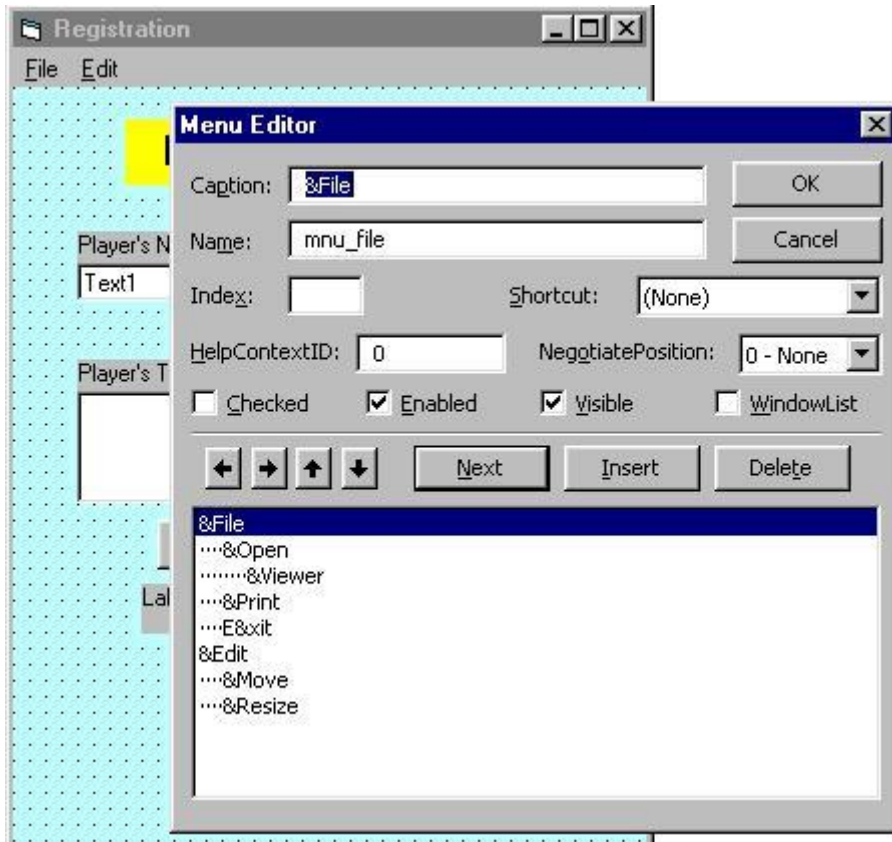 Registration
File Edit
Menu Editor
Caption: &File
OK
Name: mnu_file
Cancel
Index:
Shortcut: (None)
HelpContextID: 0
NegotiatePosition: 0 - None
Checked Enabled Visible WindowList
Next Insert Delete
&File
····&Open
········&Viewer
····&Print
····E&xit
&Edit
····&Move
····&Resize
Player's N
Text1
Player's T